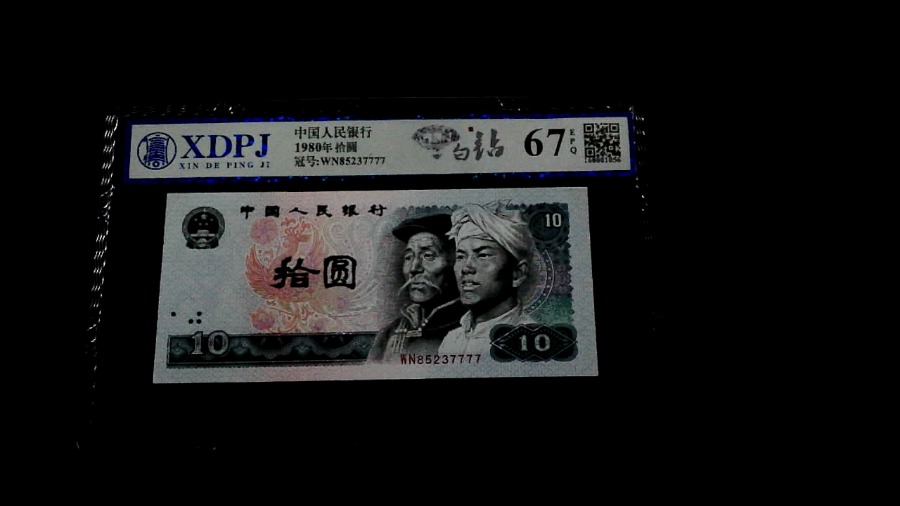 XDPJ
XIN DE PING JI
中国人民银行
1980年 拾圆
冠号:WN85237777
白钻
67
EPQ
中国人民银行
10
拾圆
10
WN85237777
10